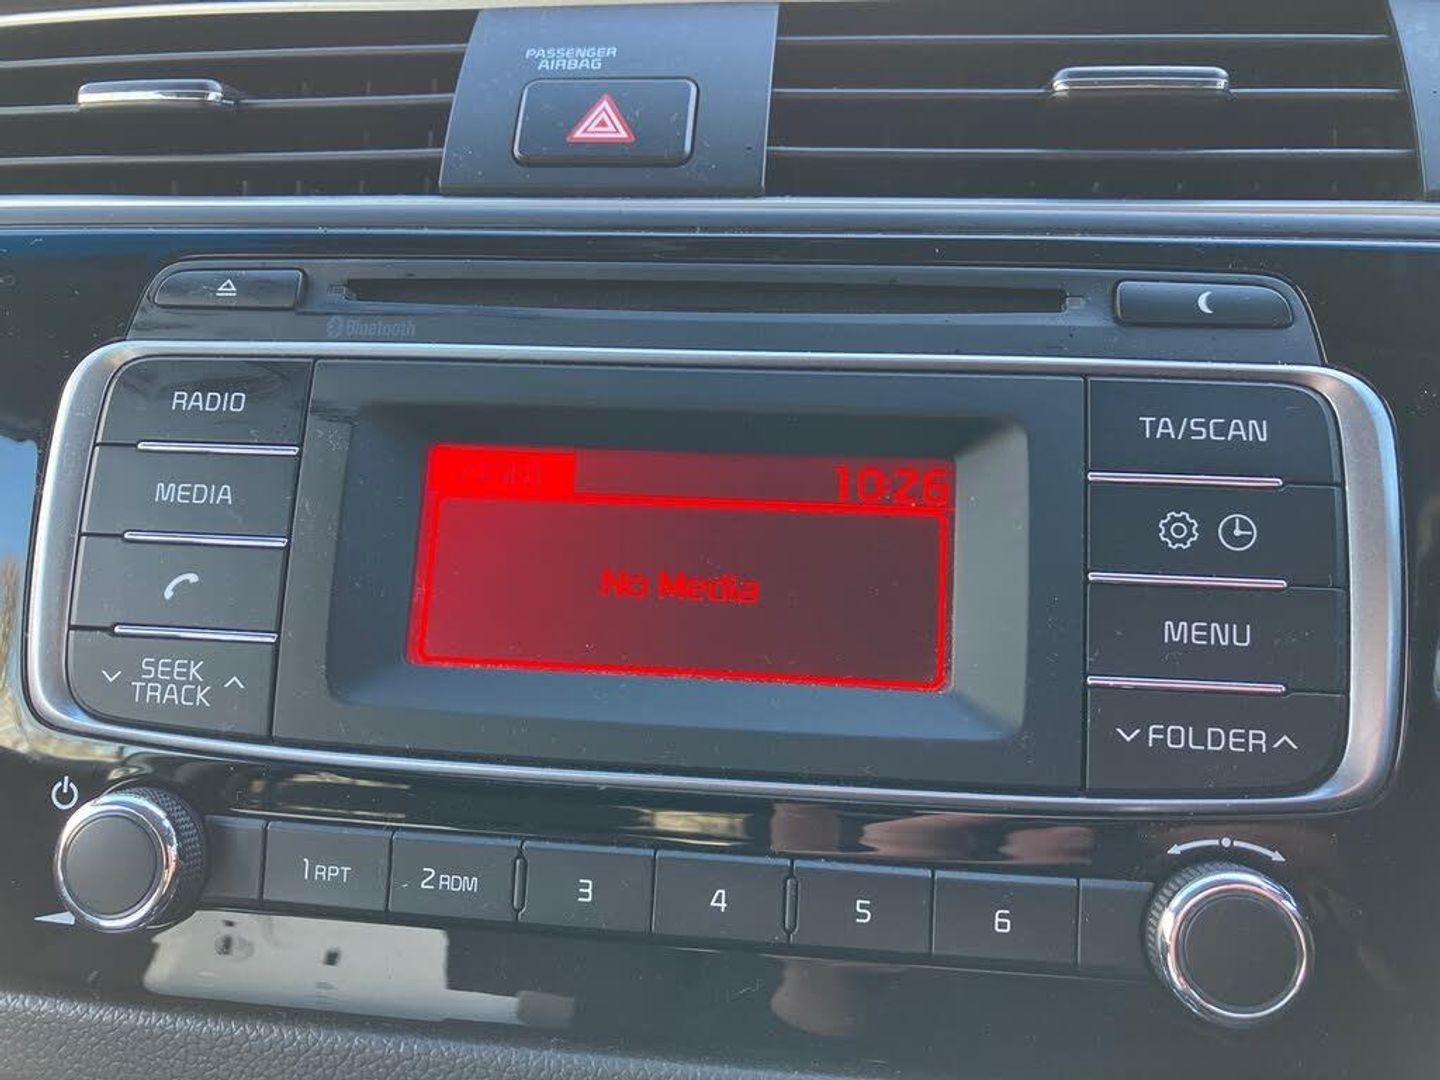 PASSENGER
AIRBAG
Bluetooth
RADIO
MEDIA
SEEK
TRACK
10:26
No Media
TA/SCAN
MENU
FOLDER
1 RPT
2 RDM
3
4
5
6